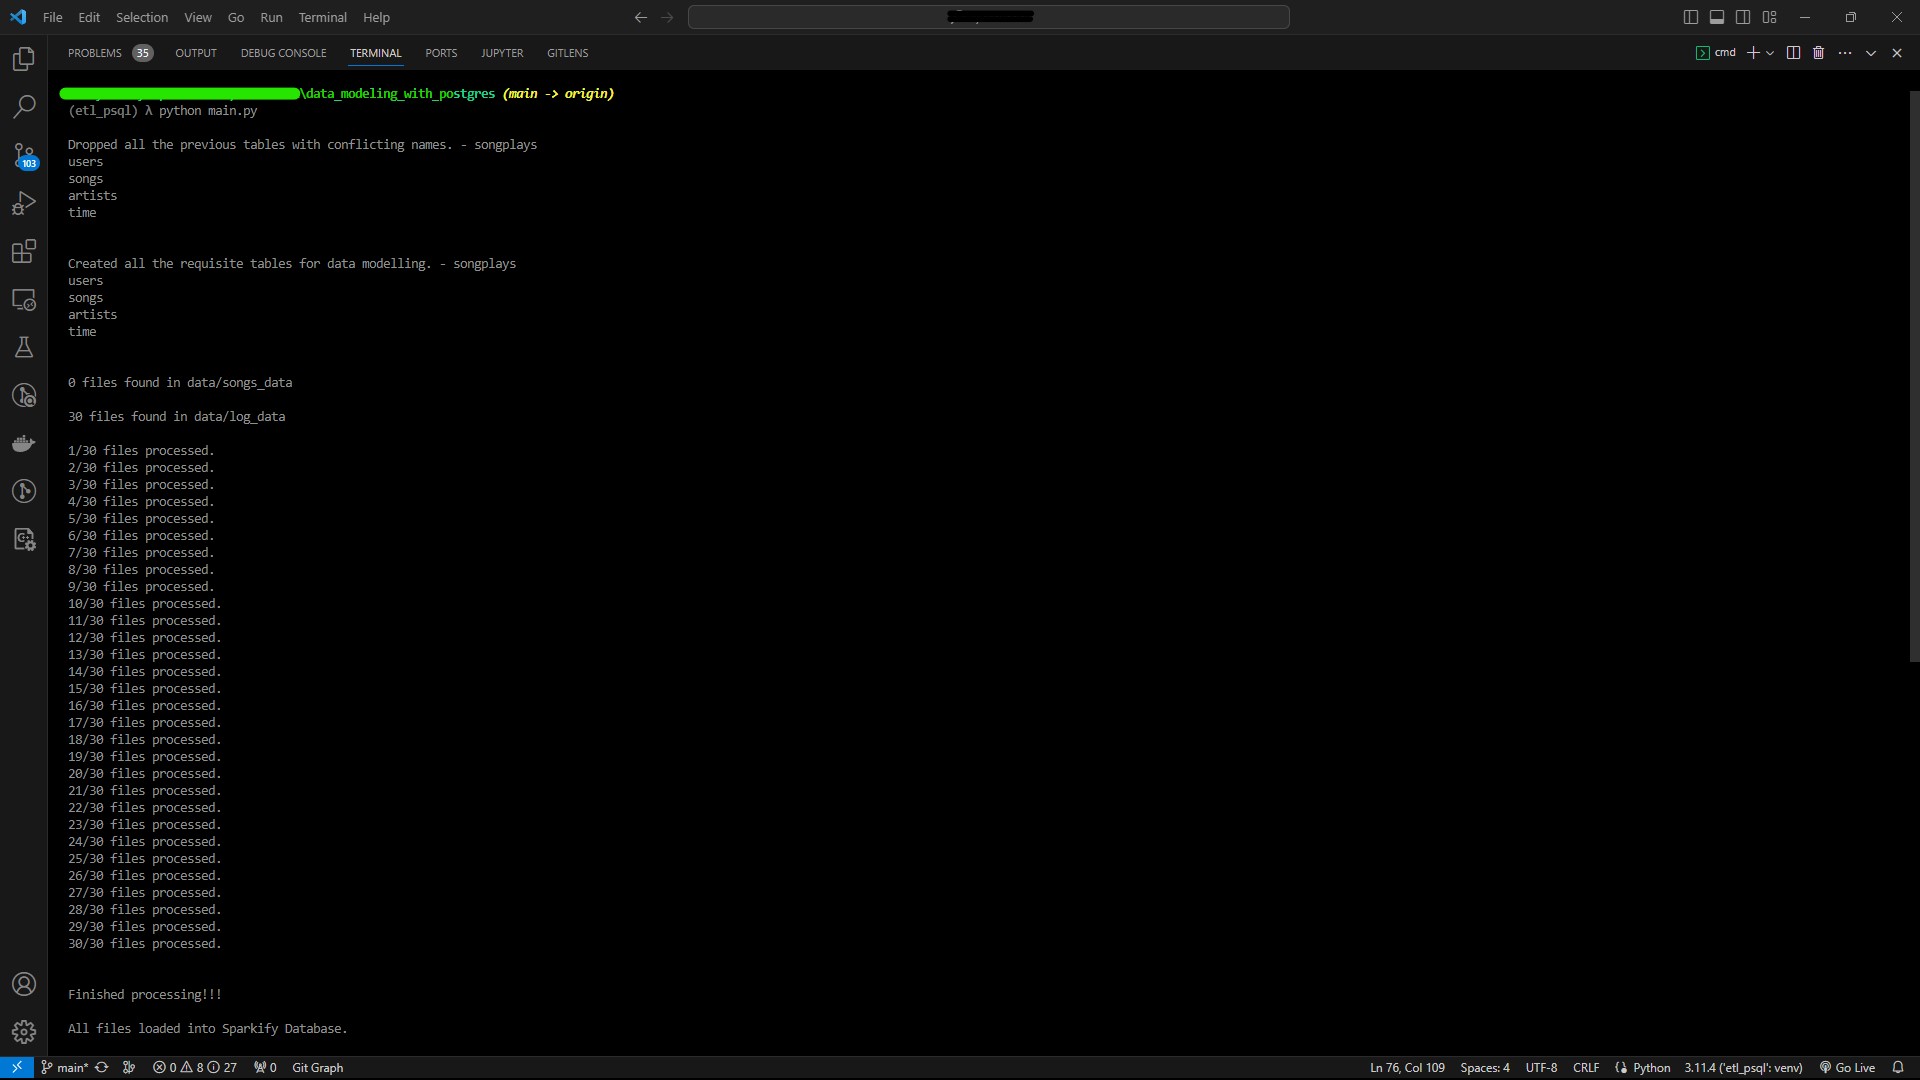 File Edit Selection View Go Run Terminal Help
PROBLEMS 35 OUTPUT DEBUG CONSOLE TERMINAL PORTS JUPYTER GITLENS cmd
\data_modeling_with_postgres (main -> origin)
(etl_psql) λ python main.py
Dropped all the previous tables with conflicting names. - songplays
users
songs
artists
time
Created all the requisite tables for data modelling. - songplays
users
songs
artists
time
0 files found in data/songs_data
30 files found in data/log_data
1/30 files processed.
2/30 files processed.
3/30 files processed.
4/30 files processed.
5/30 files processed.
6/30 files processed.
7/30 files processed.
8/30 files processed.
9/30 files processed.
10/30 files processed.
11/30 files processed.
12/30 files processed.
13/30 files processed.
14/30 files processed.
15/30 files processed.
16/30 files processed.
17/30 files processed.
18/30 files processed.
19/30 files processed.
20/30 files processed.
21/30 files processed.
22/30 files processed.
23/30 files processed.
24/30 files processed.
25/30 files processed.
26/30 files processed.
27/30 files processed.
28/30 files processed.
29/30 files processed.
30/30 files processed.
Finished processing!!!
All files loaded into Sparkify Database.
103
main* 0 8 27 0 Git Graph Ln 76, Col 109 Spaces: 4 UTF-8 CRLF Python 3.11.4 ('etl_psql': venv) Go Live